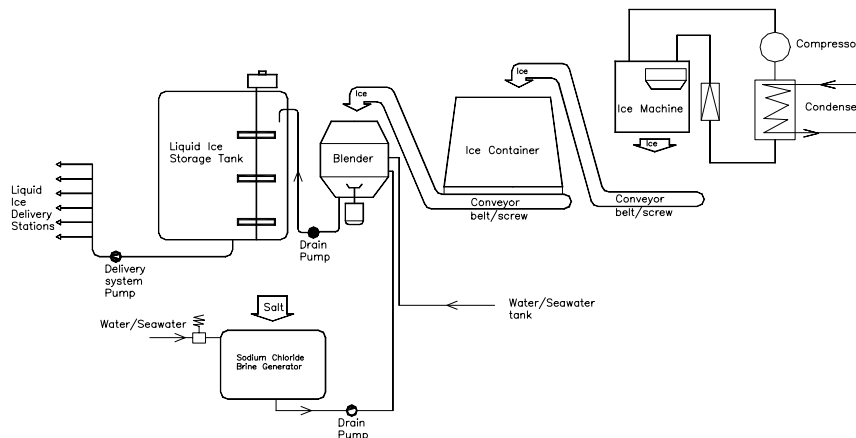 Compressor
Condenser
Ice Machine
Ice
Ice
Ice Container
Conveyor
belt/screw
Ice
Conveyor
belt/screw
Blender
Liquid Ice
Storage Tank
Liquid
Ice
Delivery
Stations
Delivery
system
Pump
Drain
Pump
Salt
Water/Seawater
tank
Water/Seawater
Sodium Chloride
Brine Generator
Drain
Pump